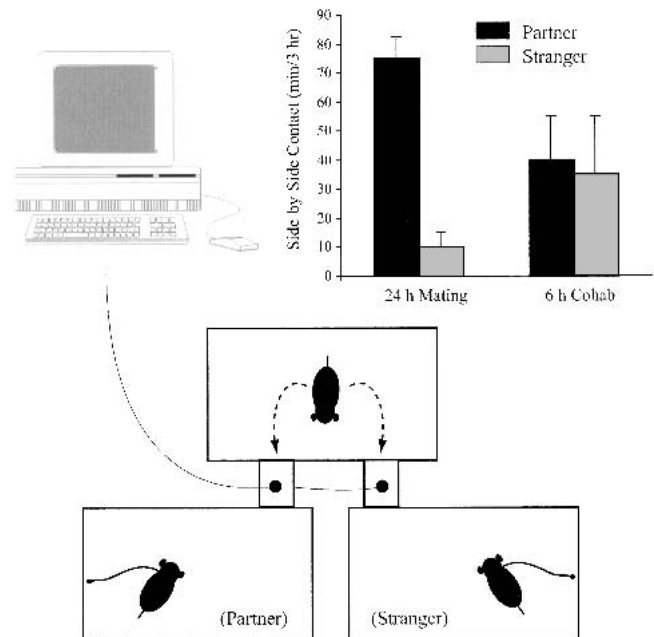 90
80
70
60
50
40
30
20
10
0
Side by Side Contact (min/3 hr)
Partner
Stranger
24 h Mating
6 h Cohab
(Partner)
(Stranger)